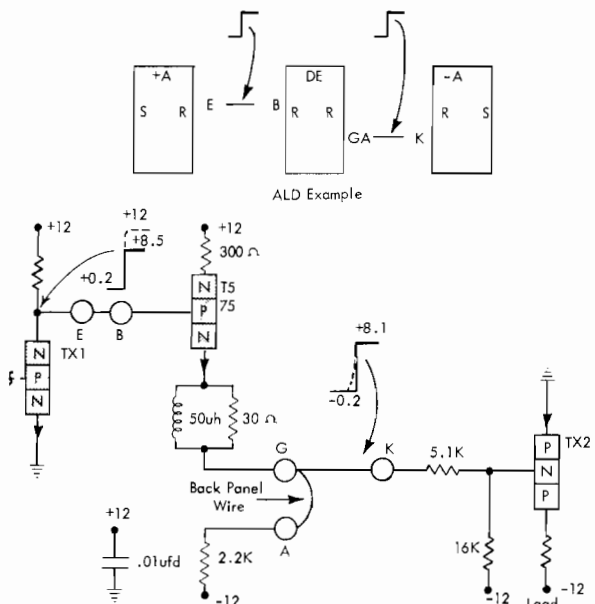 +A DE -A
S R E B R R GA K R S
ALD Example
+12
+12
+8.5
+0.2
+12
300 Ω
N T5
P 75
N
E B
N TX1
P
N
+8.1
-0.2
50uh 30 Ω
G K 5.1K
P TX2
N
P
Back Panel
Wire
A
+12
.01ufd
2.2K
-12
16K
-12
-12
Load